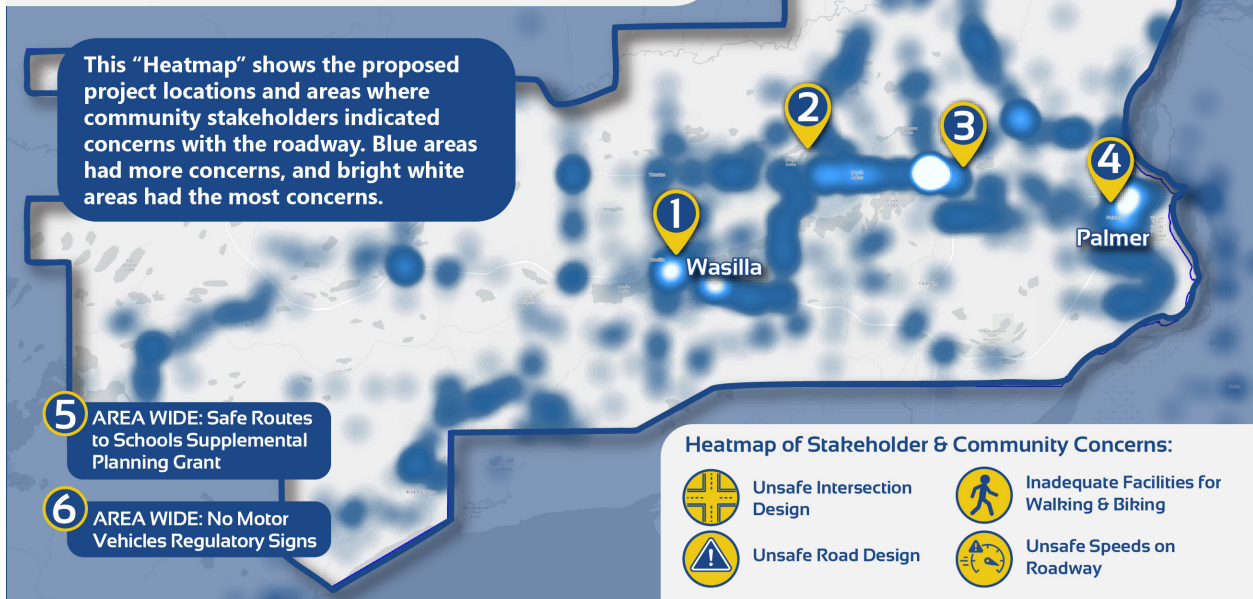 This “Heatmap” shows the proposed
project locations and areas where
community stakeholders indicated
concerns with the roadway. Blue areas
had more concerns, and bright white
areas had the most concerns.
2
3
4
1
Palmer
Wasilla
5
AREA WIDE: Safe Routes
to Schools Supplemental
Planning Grant
6
AREA WIDE: No Motor
Vehicles Regulatory Signs
Heatmap of Stakeholder & Community Concerns:
Unsafe Intersection
Design
Inadequate Facilities for
Walking & Biking
Unsafe Road Design
Unsafe Speeds on
Roadway